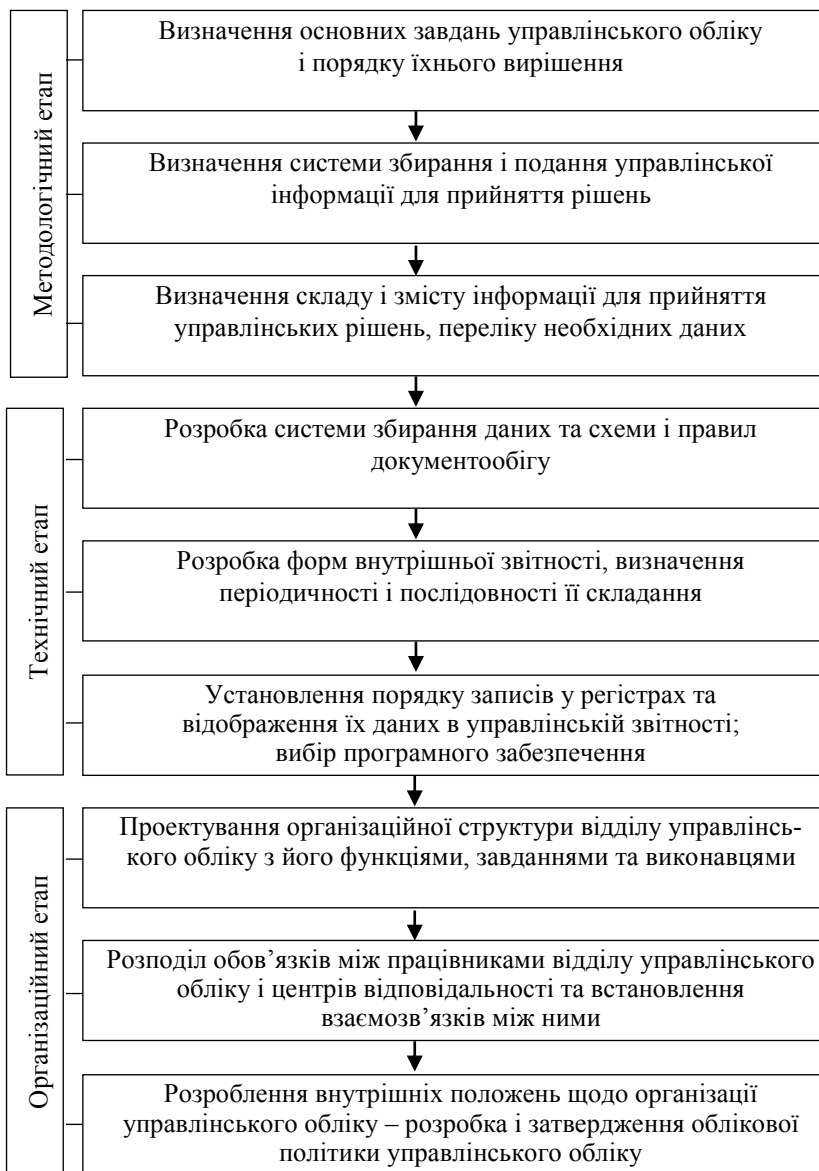 Методологічний етап
Визначення основних завдань управлінського обліку
і порядку їхнього вирішення
Визначення системи збирання і подання управлінської
інформації для прийняття рішень
Визначення складу і змісту інформації для прийняття
управлінських рішень, переліку необхідних даних
Технічний етап
Розробка системи збирання даних та схеми і правил
документообігу
Розробка форм внутрішньої звітності, визначення
періодичності і послідовності її складання
Установлення порядку записів у регістрах та
відображення їх даних в управлінській звітності;
вибір програмного забезпечення
Організаційний етап
Проектування організаційної структури відділу управлінсь-
кого обліку з його функціями, завданнями та виконавцями
Розподіл обов’язків між працівниками відділу управлінського
обліку і центрів відповідальності та встановлення
взаємозв’язків між ними
Розроблення внутрішніх положень щодо організації
управлінського обліку – розробка і затвердження облікової
політики управлінського обліку